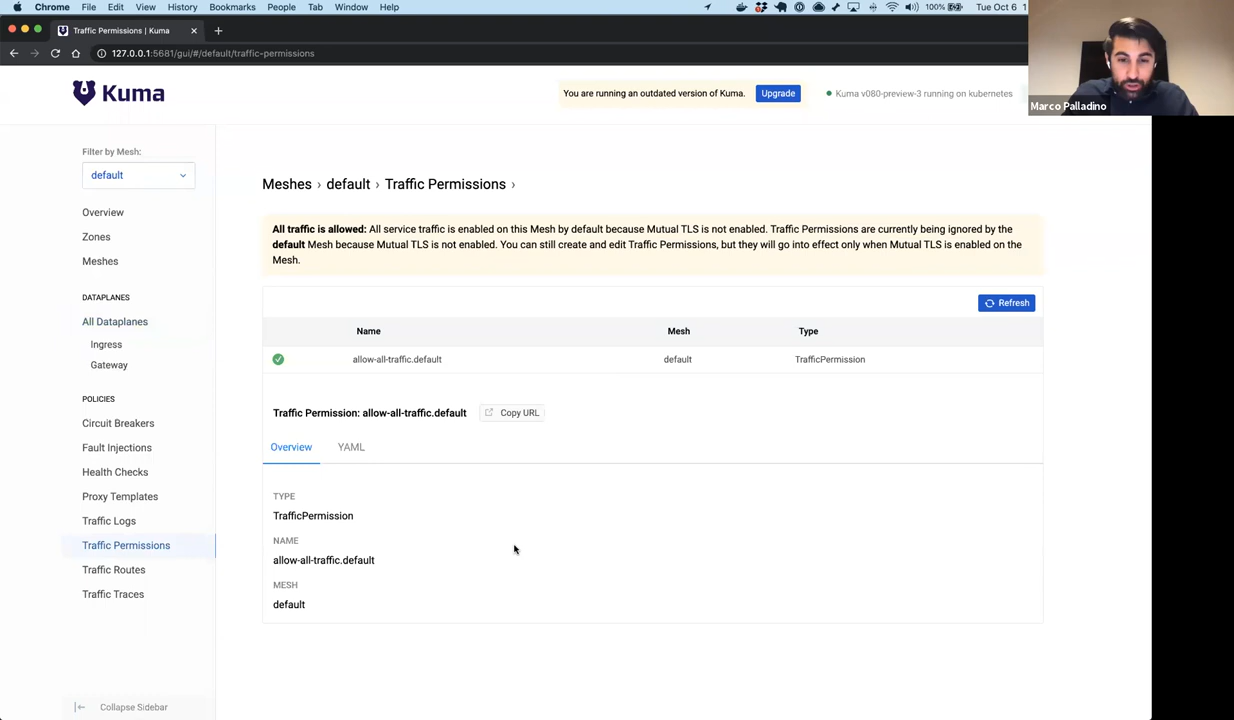 Chrome File Edit View History Bookmarks People Tab Window Help 100% Tue Oct 6 1
Traffic Permissions | Kuma
127.0.0.1:5681/gui/#/default/traffic-permissions
Marco Palladino
Kuma
You are running an outdated version of Kuma. Upgrade
Kuma v080-preview-3 running on kubernetes
Filter by Mesh:
default
Overview
Zones
Meshes
DATAPLANES
All Dataplanes
Ingress
Gateway
POLICIES
Circuit Breakers
Fault Injections
Health Checks
Proxy Templates
Traffic Logs
Traffic Permissions
Traffic Routes
Traffic Traces
Collapse Sidebar
Meshes › default › Traffic Permissions ›
All traffic is allowed: All service traffic is enabled on this Mesh by default because Mutual TLS is not enabled. Traffic Permissions are currently being ignored by the
default Mesh because Mutual TLS is not enabled. You can still create and edit Traffic Permissions, but they will go into effect only when Mutual TLS is enabled on the
Mesh.
Refresh
Name Mesh Type
allow-all-traffic.default default TrafficPermission
Traffic Permission: allow-all-traffic.default Copy URL
Overview YAML
TYPE
TrafficPermission
NAME
allow-all-traffic.default
MESH
default